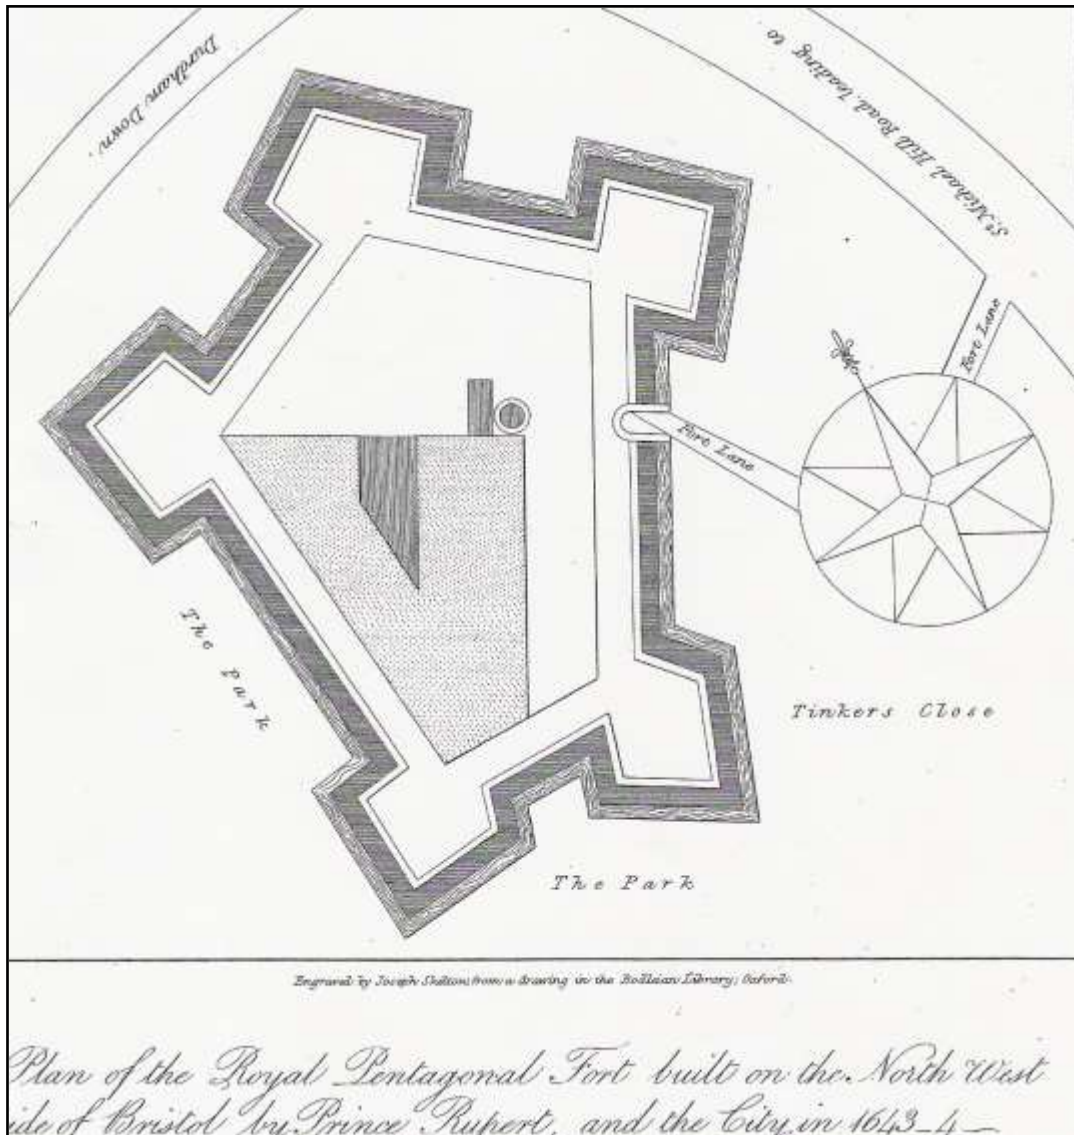 Durdham Down.
St. Michael Hill Road, leading to
Fort Lane
Fort Lane
Tinkers Close
The Park
The Park
Engraved by Joseph Skelton from a drawing in the Bodleian Library; Oxford.
Plan of the Royal Pentagonal Fort built on the North West
ide of Bristol by Prince Rupert, and the City in 1643_4_